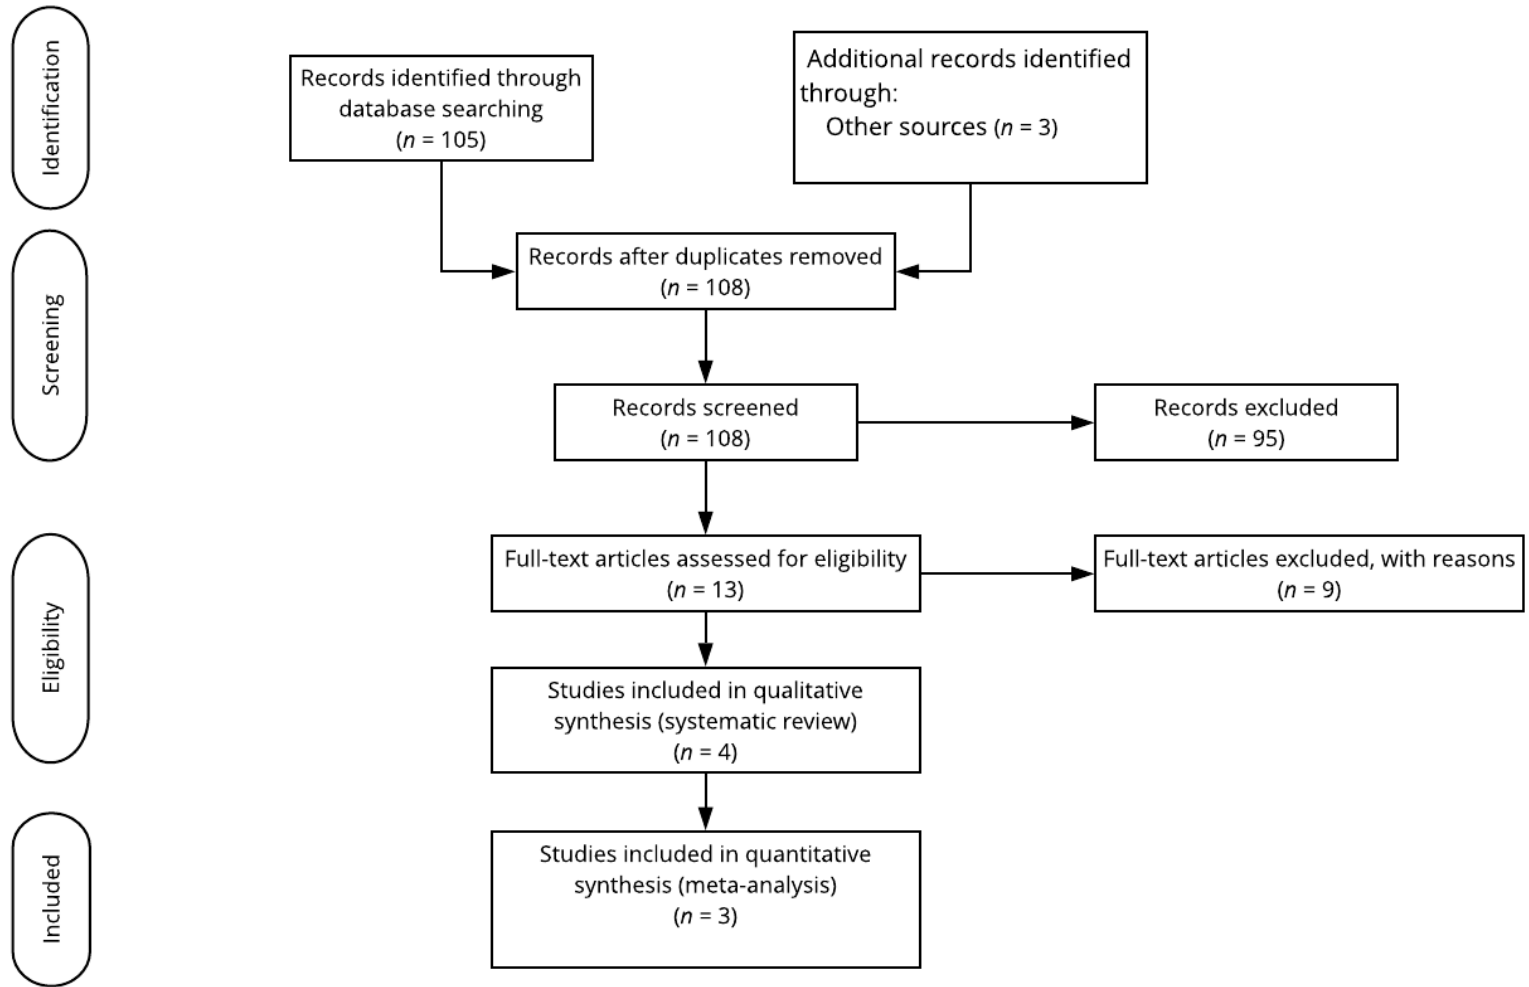 Identification
Records identified through
database searching
(n = 105)
Additional records identified
through:
Other sources (n = 3)
Screening
Records after duplicates removed
(n = 108)
Records screened
(n = 108)
Records excluded
(n = 95)
Eligibility
Full-text articles assessed for eligibility
(n = 13)
Full-text articles excluded, with reasons
(n = 9)
Studies included in qualitative
synthesis (systematic review)
(n = 4)
Included
Studies included in quantitative
synthesis (meta-analysis)
(n = 3)